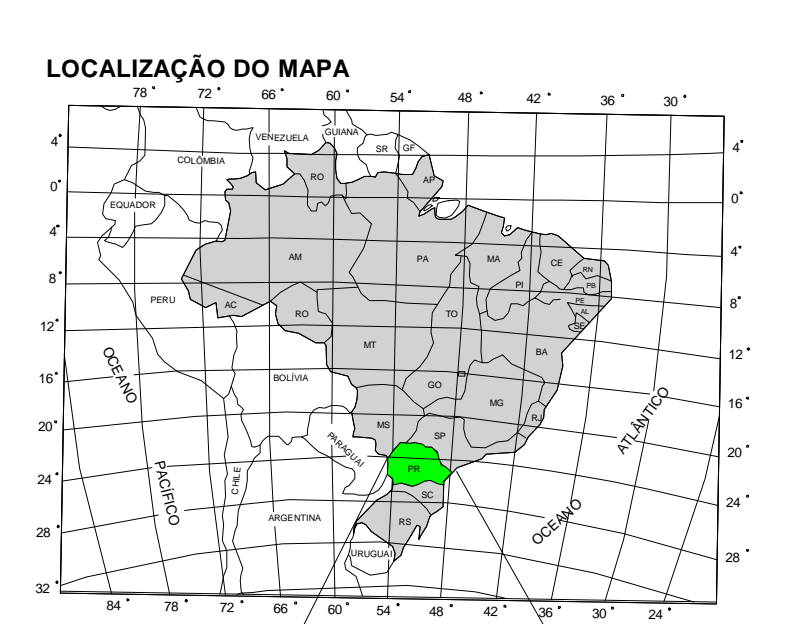 LOCALIZAÇÃO DO MAPA
78° 72° 66° 60° 54° 48° 42° 36° 30°
4° VENEZUELA GUIANA SR GF 4°
COLÔMBIA
RO AP
0° 0°
EQUADOR
4° AM PA MA CE 4°
RN
8° PI PB 8°
PERU AC RO TO PE
AL
12° SE
MT BA 12°
OCEANO
16° BOLÍVIA GO 16°
MG ATLÂNTICO
20° MS SP RJ 20°
PARAGUAI
PR
24° PACÍFICO CHILE SC 24°
ARGENTINA RS OCEANO
28° 28°
URUGUAI
32°
84° 78° 72° 66° 60° 54° 48° 42° 36° 30° 24°